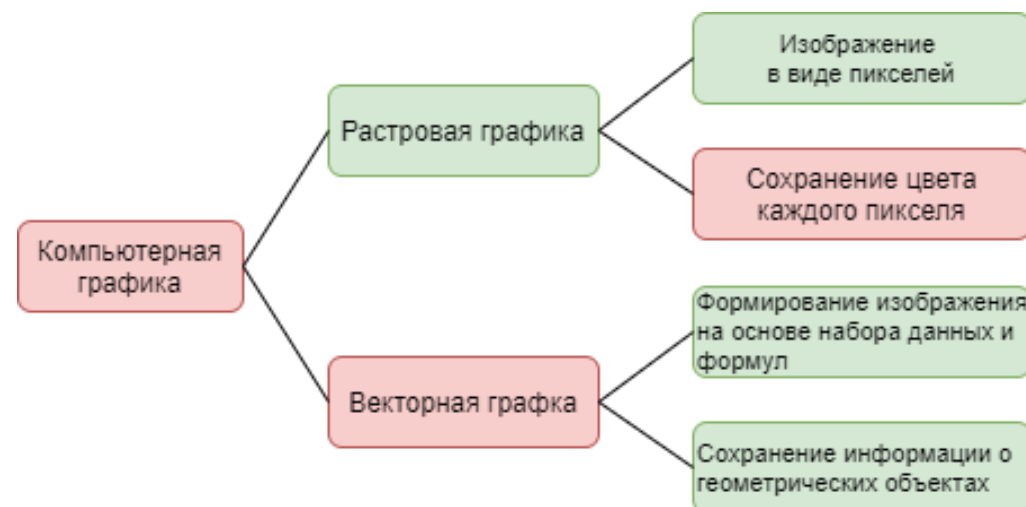 Компьютерная
графика
Растровая графика
Изображение
в виде пикселей
Сохранение цвета
каждого пикселя
Векторная графка
Формирование изображения
на основе набора данных и
формул
Сохранение информации о
геометрических объектах